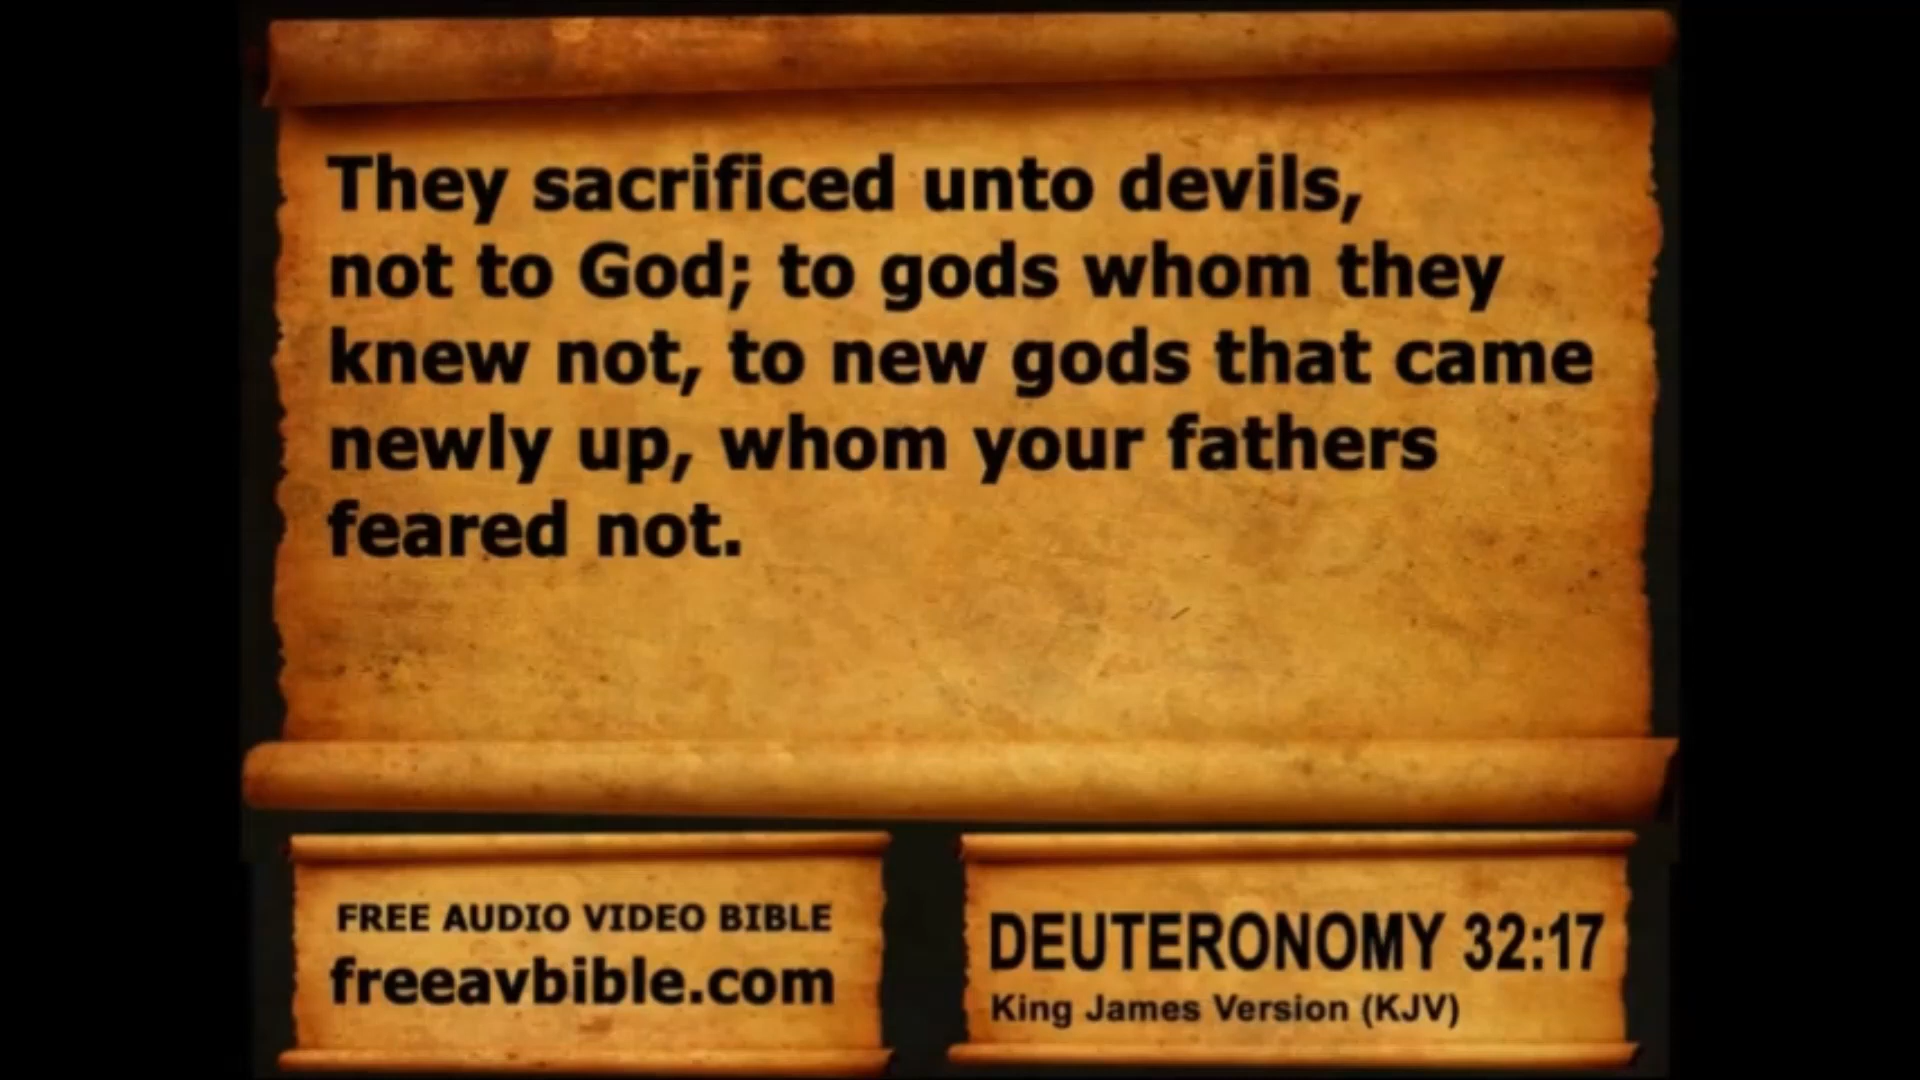 They sacrificed unto devils,
not to God; to gods whom they
knew not, to new gods that came
newly up, whom your fathers
feared not.
FREE AUDIO VIDEO BIBLE
freeavbible.com
DEUTERONOMY 32:17
King James Version (KJV)